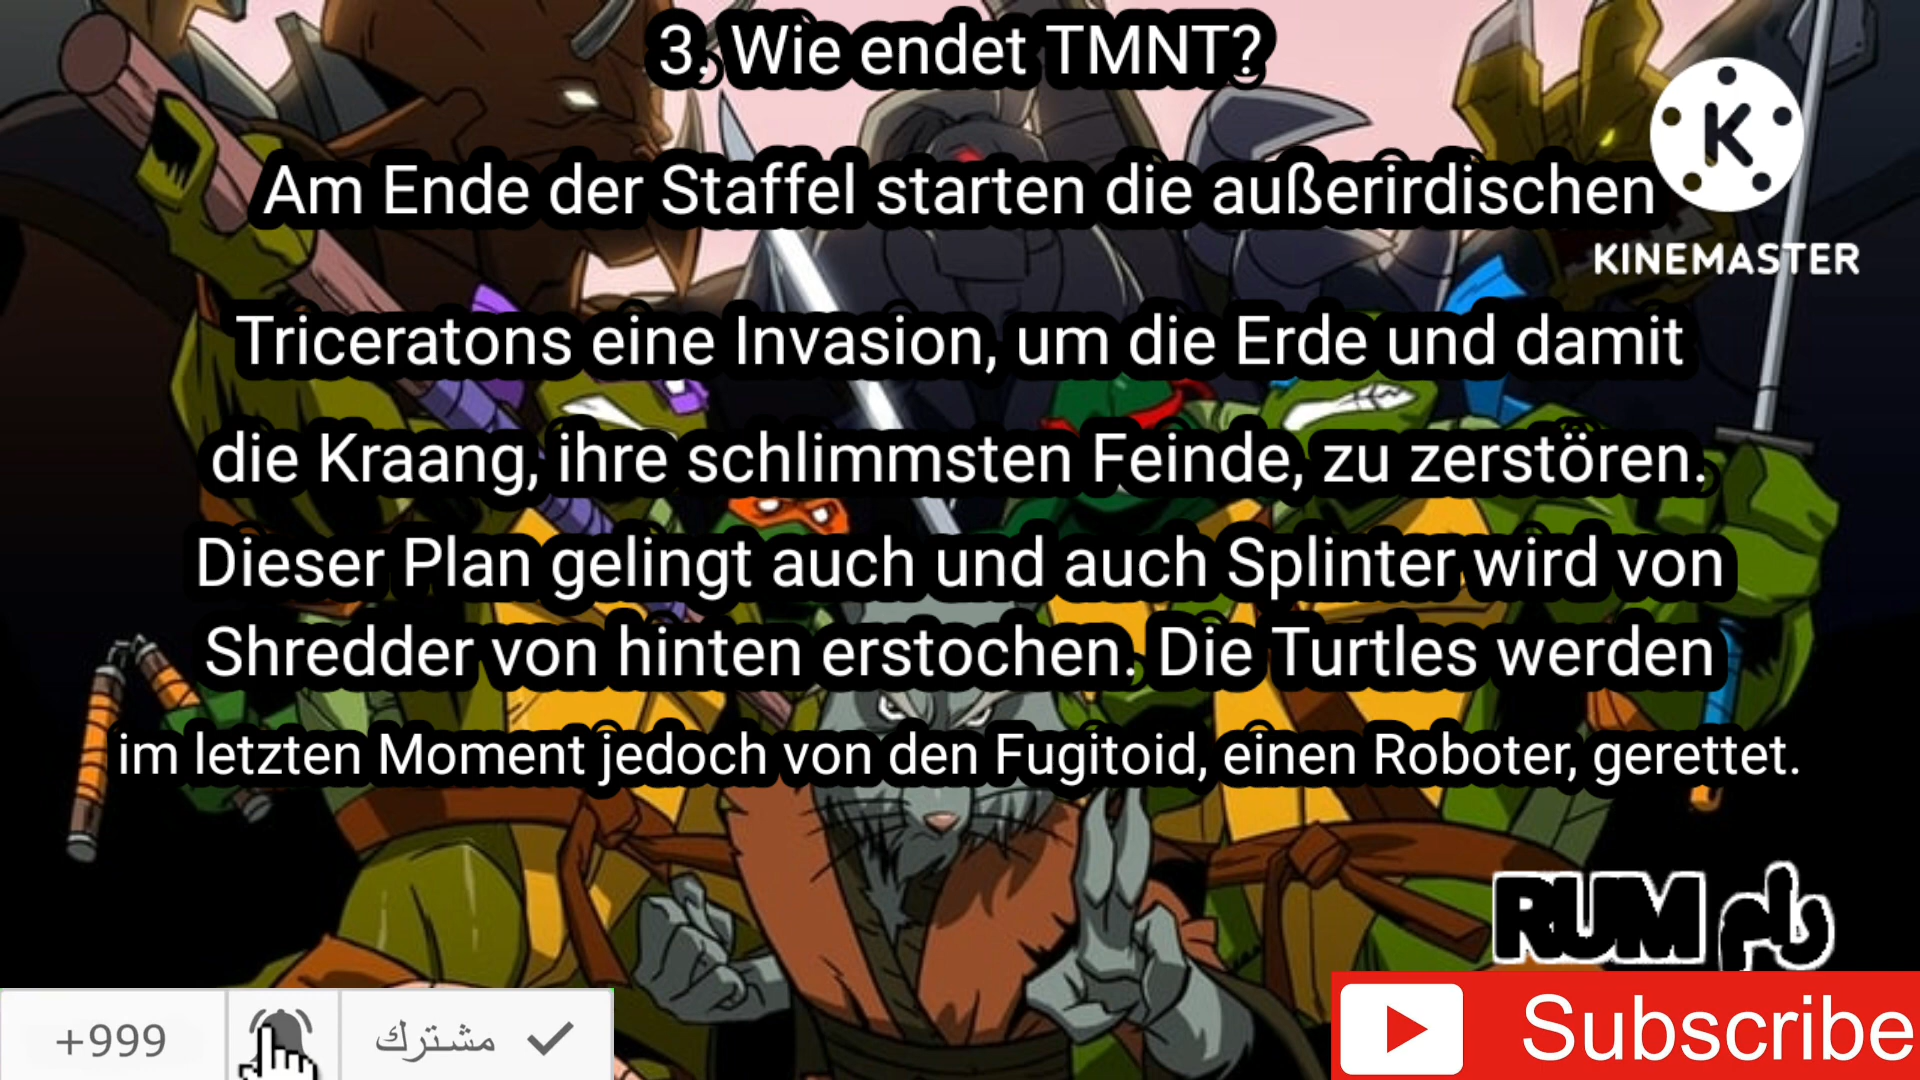 3. Wie endet TMNT?
Am Ende der Staffel starten die außerirdischen
KINEMASTER
Triceratons eine Invasion, um die Erde und damit
die Kraang, ihre schlimmsten Feinde, zu zerstören.
Dieser Plan gelingt auch und auch Splinter wird von
Shredder von hinten erstochen. Die Turtles werden
im letzten Moment jedoch von den Fugitoid, einen Roboter, gerettet.
RUM
+999
مشترك
Subscribe